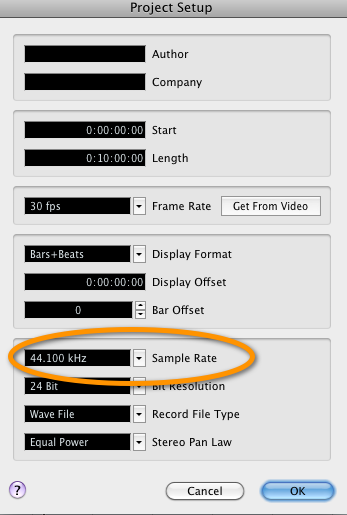 Project Setup
Author
Company
0:00:00:00 Start
0:10:00:00 Length
30 fps Frame Rate Get From Video
Bars+Beats Display Format
0:00:00:00 Display Offset
0 Bar Offset
44.100 kHz Sample Rate
24 Bit Bit Resolution
Wave File Record File Type
Equal Power Stereo Pan Law
? Cancel OK